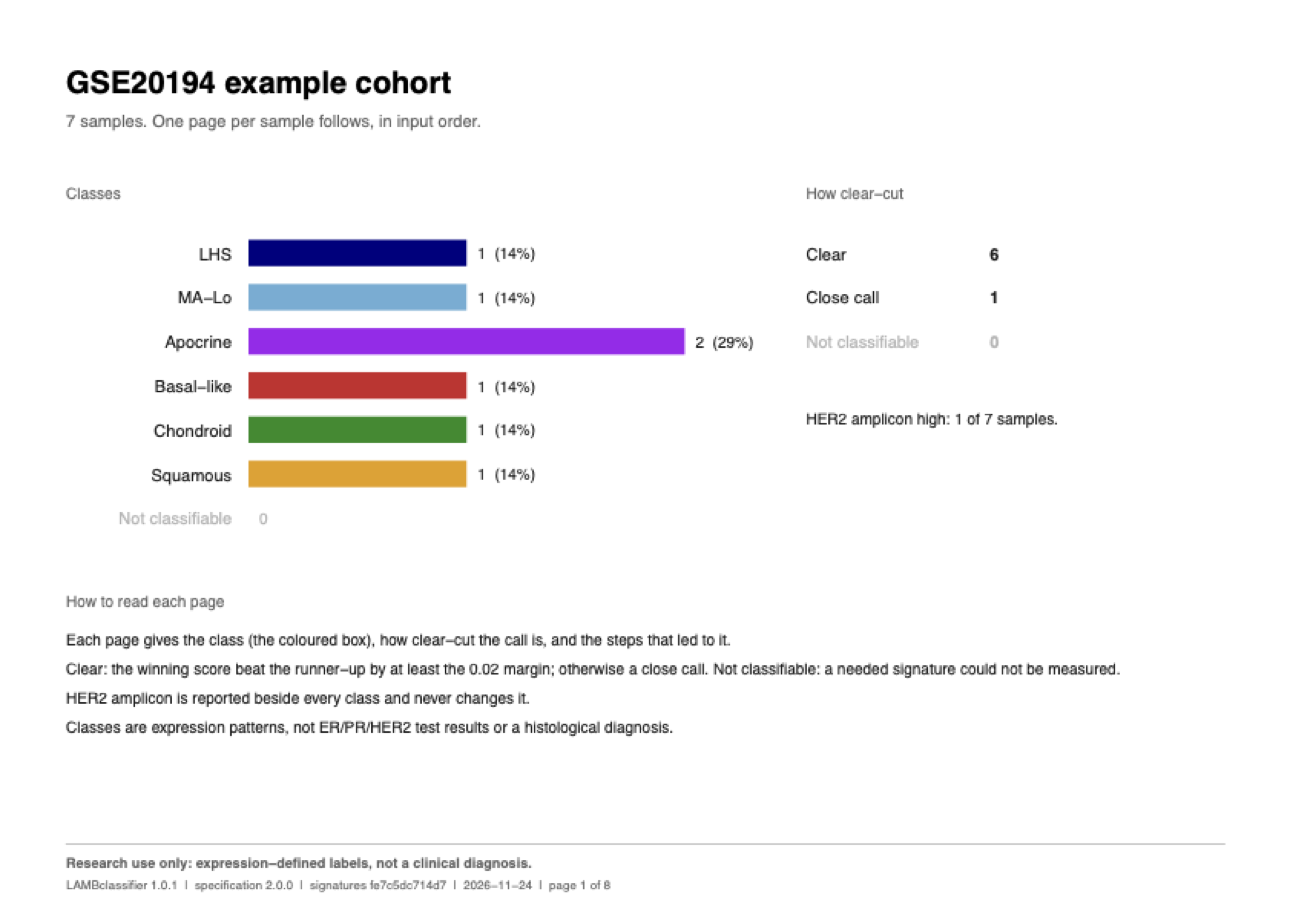 GSE20194 example cohort
7 samples. One page per sample follows, in input order.
Classes
How clear–cut
LHS 1 (14%)
MA–Lo 1 (14%)
Apocrine 2 (29%)
Basal–like 1 (14%)
Chondroid 1 (14%)
Squamous 1 (14%)
Not classifiable 0
Clear 6
Close call 1
Not classifiable 0
HER2 amplicon high: 1 of 7 samples.
How to read each page
Each page gives the class (the coloured box), how clear–cut the call is, and the steps that led to it.
Clear: the winning score beat the runner–up by at least the 0.02 margin; otherwise a close call. Not classifiable: a needed signature could not be measured.
HER2 amplicon is reported beside every class and never changes it.
Classes are expression patterns, not ER/PR/HER2 test results or a histological diagnosis.
Research use only: expression–defined labels, not a clinical diagnosis.
LAMBclassifier 1.0.1 | specification 2.0.0 | signatures fe7c5dc714d7 | 2026–11–24 | page 1 of 8